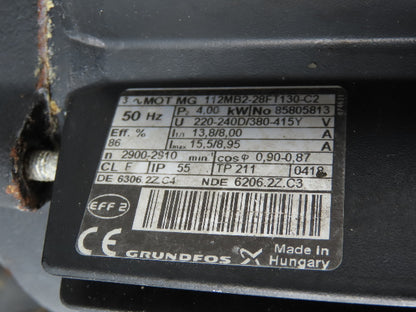 3 ∿ MOT MG 112MB2-28FT130-C2
50 Hz P₂ 4,00 kW No 85805813
U 220-240D/380-415Y V
Eff. % I₁/₁ 13,8/8,00 A
86 Imax 15,5/8,95 A
n 2900-2910 min⁻¹ cosφ 0,90-0,87
CL F IP 55 TP 211 0418
DE 6306.2Z.C4 NDE 6206.2Z.C3
EFF 2
CE GRUNDFOS Made in
Hungary